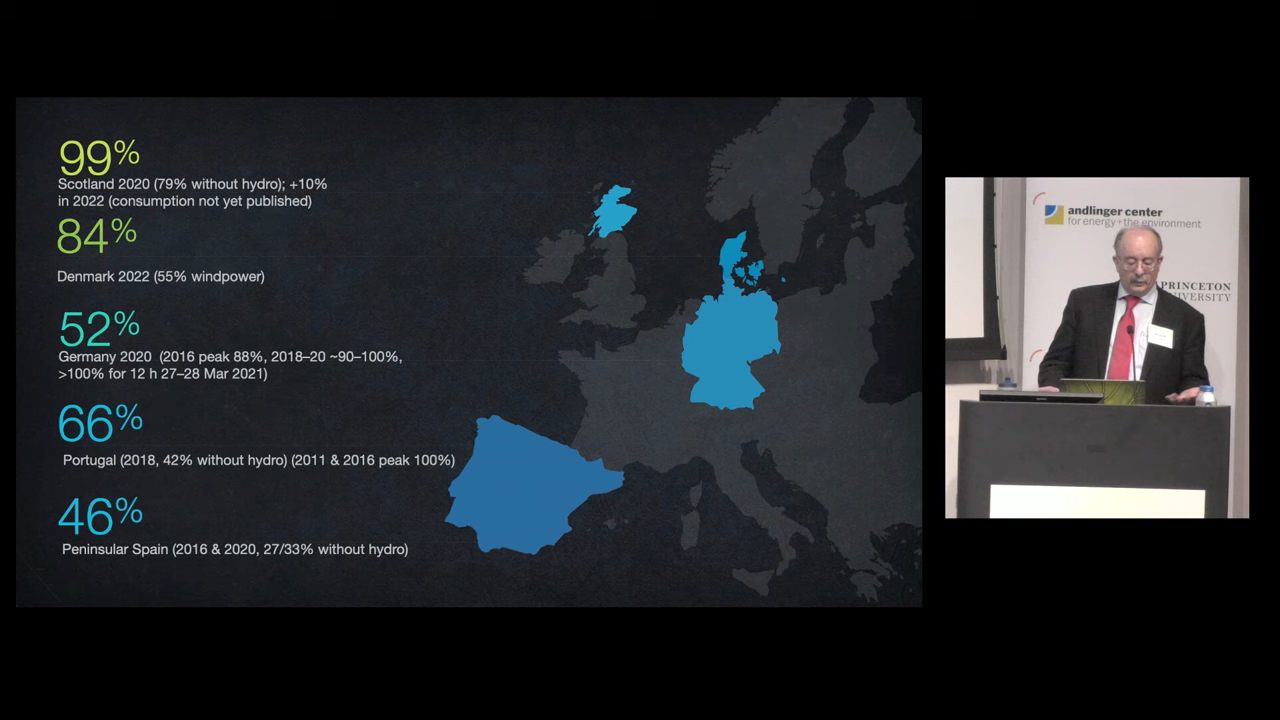 99%
Scotland 2020 (79% without hydro); +10%
in 2022 (consumption not yet published)
84%
Denmark 2022 (55% windpower)
52%
Germany 2020 (2016 peak 88%, 2018–20 ~90–100%,
>100% for 12 h 27–28 Mar 2021)
66%
Portugal (2018, 42% without hydro) (2011 & 2016 peak 100%)
46%
Peninsular Spain (2016 & 2020, 27/33% without hydro)
andlinger center
for energy+the environment
PRINCETON
IVERSITY